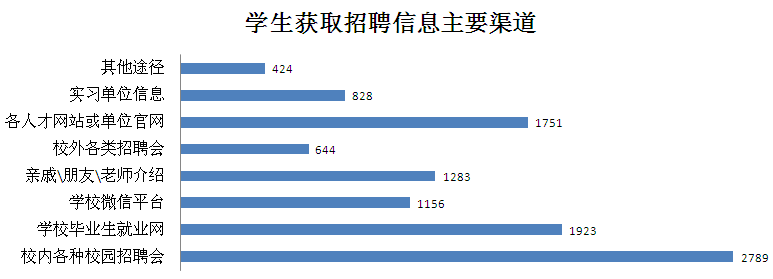 学生获取招聘信息主要渠道
其他途径 424
实习单位信息 828
各人才网站或单位官网 1751
校外各类招聘会 644
亲戚\朋友\老师介绍 1283
学校微信平台 1156
学校毕业生就业网 1923
校内各种校园招聘会 2789